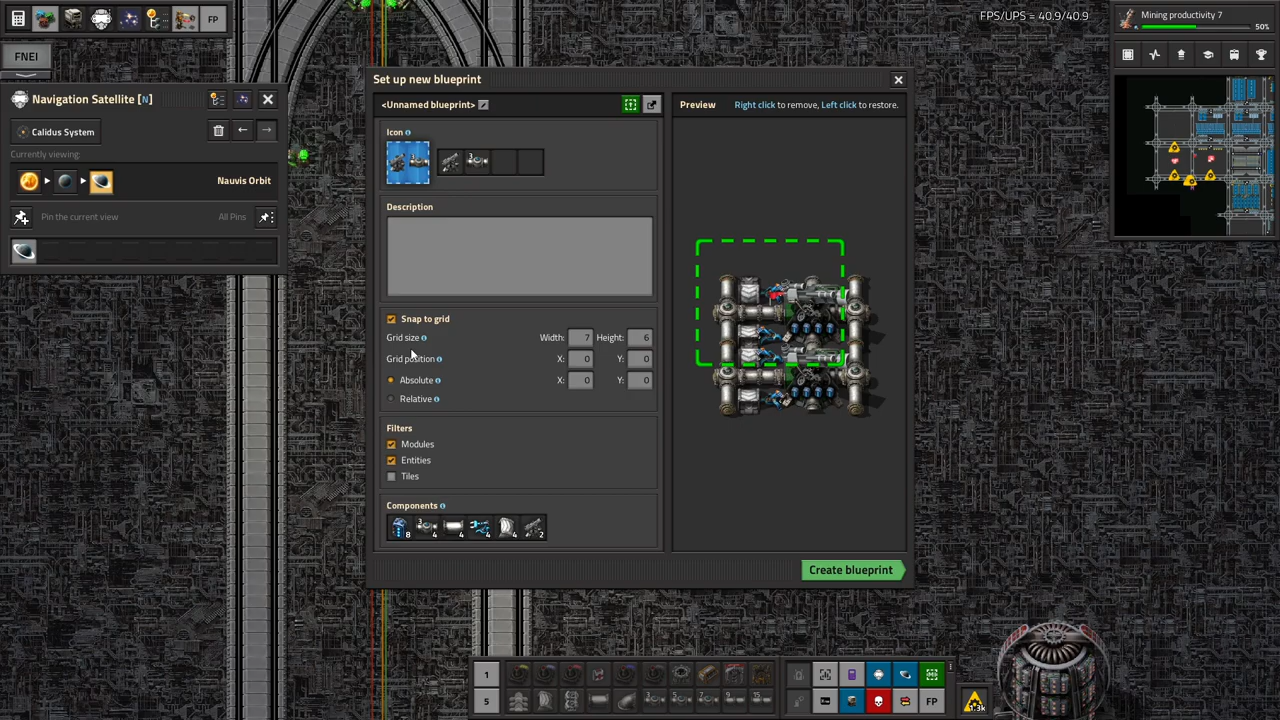 FP
FPS/UPS = 40.9/40.9
Mining productivity 7
50%
FNEI
Navigation Satellite [N]
Calidus System
Currently viewing:
Nauvis Orbit
Pin the current view
All Pins
Set up new blueprint
<Unnamed blueprint>
Icon
Description
Snap to grid
Grid size
Width: 7 Height: 6
Grid position
X: 0 Y: 0
Absolute
X: 0 Y: 0
Relative
Filters
Modules
Entities
Tiles
Components
8 4 4 4 4 2
Preview
Right click to remove, Left click to restore.
Create blueprint
1
5
FP